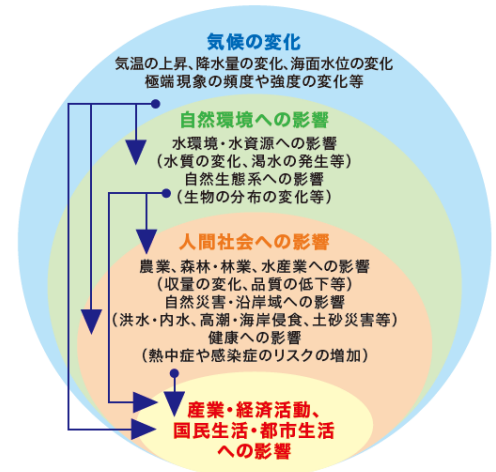 気候の変化
気温の上昇、降水量の変化、海面水位の変化
極端現象の頻度や強度の変化等
自然環境への影響
水環境・水資源への影響
(水質の変化、渇水の発生等)
自然生態系への影響
(生物の分布の変化等)
人間社会への影響
農業、森林・林業、水産業への影響
(収量の変化、品質の低下等)
自然災害・沿岸域への影響
(洪水・内水、高潮・海岸侵食、土砂災害等)
健康への影響
(熱中症や感染症のリスクの増加)
産業・経済活動、
国民生活・都市生活
への影響